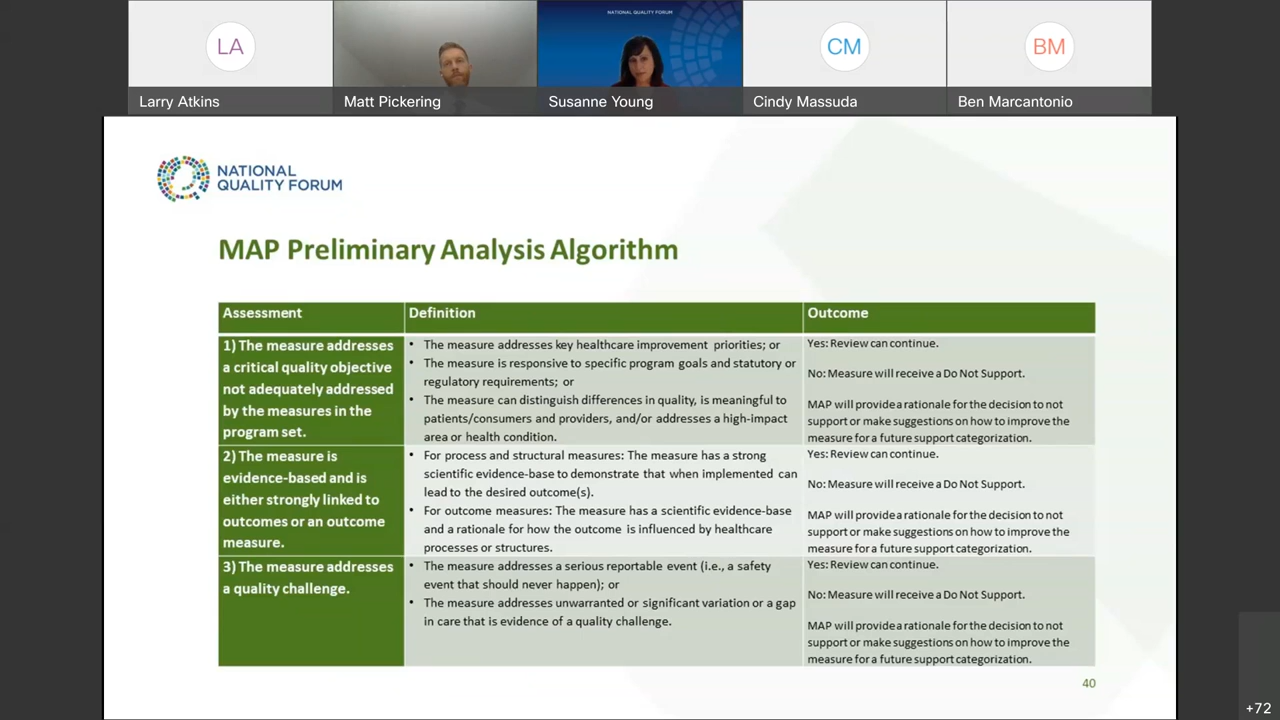 NATIONAL QUALITY FORUM
LA
CM
BM
Larry Atkins
Matt Pickering
Susanne Young
Cindy Massuda
Ben Marcantonio
NATIONAL
QUALITY FORUM
MAP Preliminary Analysis Algorithm
Assessment
Definition
Outcome
1) The measure addresses
a critical quality objective
not adequately addressed
by the measures in the
program set.
• The measure addresses key healthcare improvement priorities; or
• The measure is responsive to specific program goals and statutory or
regulatory requirements; or
• The measure can distinguish differences in quality, is meaningful to
patients/consumers and providers, and/or addresses a high-impact
area or health condition.
Yes: Review can continue.
No: Measure will receive a Do Not Support.
MAP will provide a rationale for the decision to not
support or make suggestions on how to improve the
measure for a future support categorization.
2) The measure is
evidence-based and is
either strongly linked to
outcomes or an outcome
measure.
• For process and structural measures: The measure has a strong
scientific evidence-base to demonstrate that when implemented can
lead to the desired outcome(s).
• For outcome measures: The measure has a scientific evidence-base
and a rationale for how the outcome is influenced by healthcare
processes or structures.
Yes: Review can continue.
No: Measure will receive a Do Not Support.
MAP will provide a rationale for the decision to not
support or make suggestions on how to improve the
measure for a future support categorization.
3) The measure addresses
a quality challenge.
• The measure addresses a serious reportable event (i.e., a safety
event that should never happen); or
• The measure addresses unwarranted or significant variation or a gap
in care that is evidence of a quality challenge.
Yes: Review can continue.
No: Measure will receive a Do Not Support.
MAP will provide a rationale for the decision to not
support or make suggestions on how to improve the
measure for a future support categorization.
40
+72